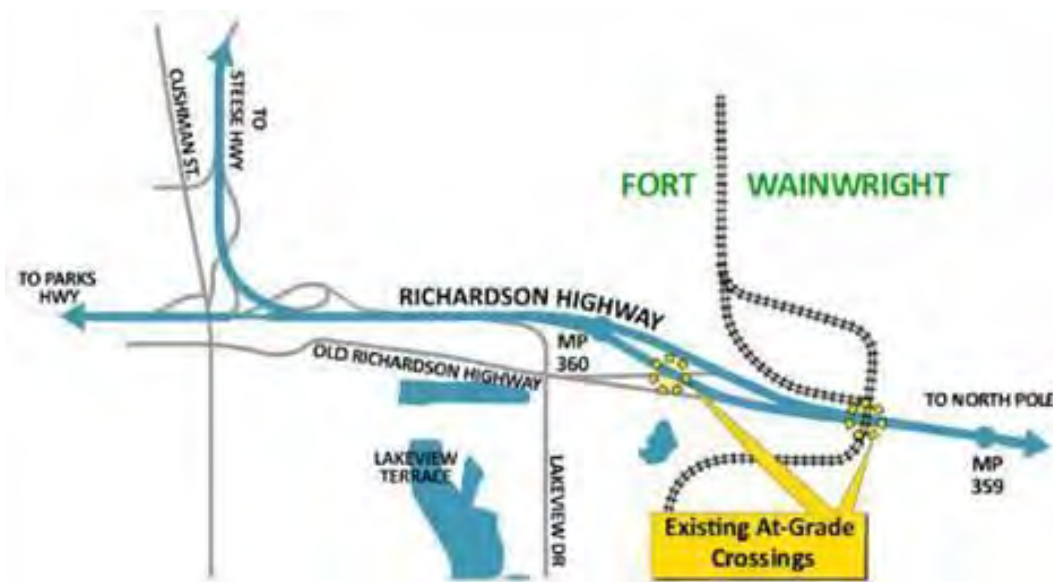 CUSHMAN ST.
TO
STEESE HWY
FORT WAINWRIGHT
TO PARKS
HWY
RICHARDSON HIGHWAY
MP
360
OLD RICHARDSON HIGHWAY
TO NORTH POLE
LAKEVIEW
TERRACE
LAKEVIEW DR
MP
359
Existing At-Grade
Crossings